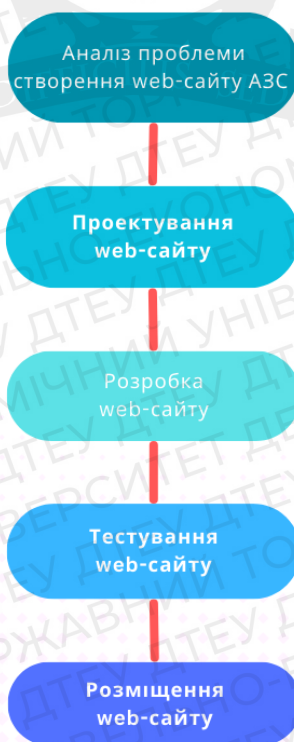 Аналіз проблеми
створення web-сайту АЗС
Проектування
web-сайту
Розробка
web-сайту
Тестування
web-сайту
Розміщення
web-сайту